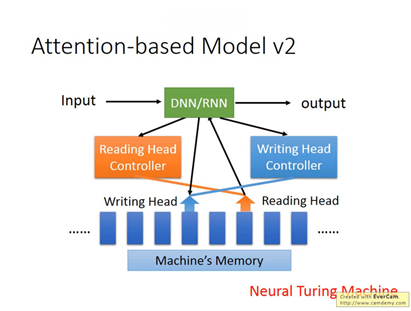 Attention-based Model v2
Input
DNN/RNN
output
Reading Head
Controller
Writing Head
Controller
Writing Head
Reading Head
……
……
Machine's Memory
Neural Turing Machine
Created with EverCam.
http://www.camdemy.com